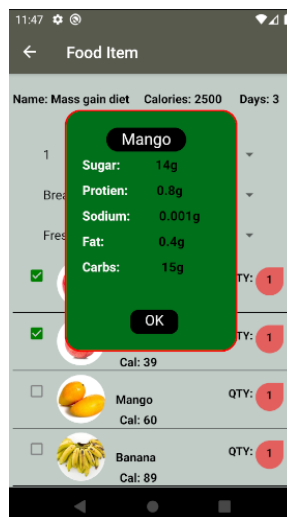 11:47
Food Item
Name: Mass gain diet Calories: 2500 Days: 3
Mango
1
Sugar: 14g
Protien: 0.8g
Sodium: 0.001g
Fat: 0.4g
Carbs: 15g
OK
QTY: 1
QTY: 1
Cal: 39
Mango QTY: 1
Cal: 60
Banana QTY: 1
Cal: 89